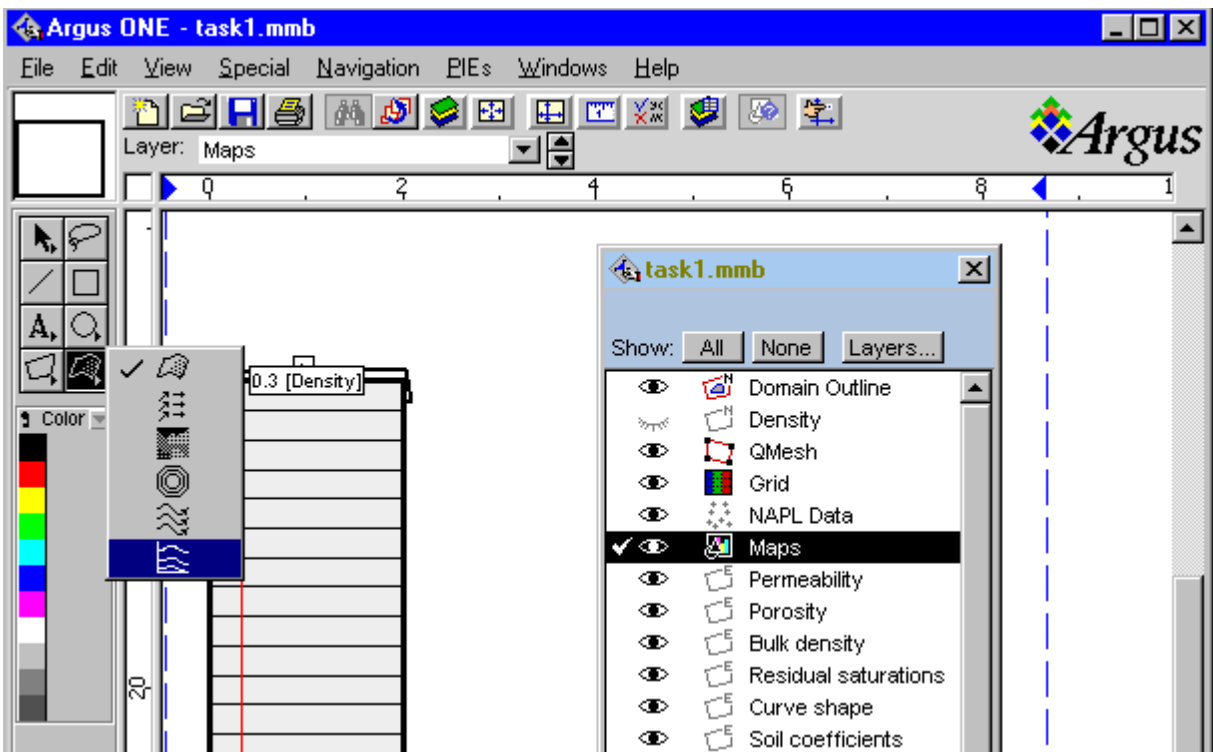 Argus ONE - task1.mmb
File Edit View Special Navigation PIEs Windows Help
Layer: Maps
Argus
0 2 4 6 8 1
task1.mmb
Show: All None Layers...
Domain Outline
Density
QMesh
Grid
NAPL Data
Maps
Permeability
Porosity
Bulk density
Residual saturations
Curve shape
Soil coefficients
A
0.3 [Density]
Color
20